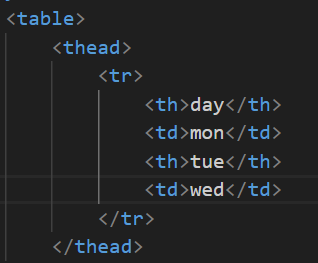 <table>
<thead>
<tr>
<th>day</th>
<td>mon</td>
<th>tue</th>
<td>wed</td>
</tr>
</thead>